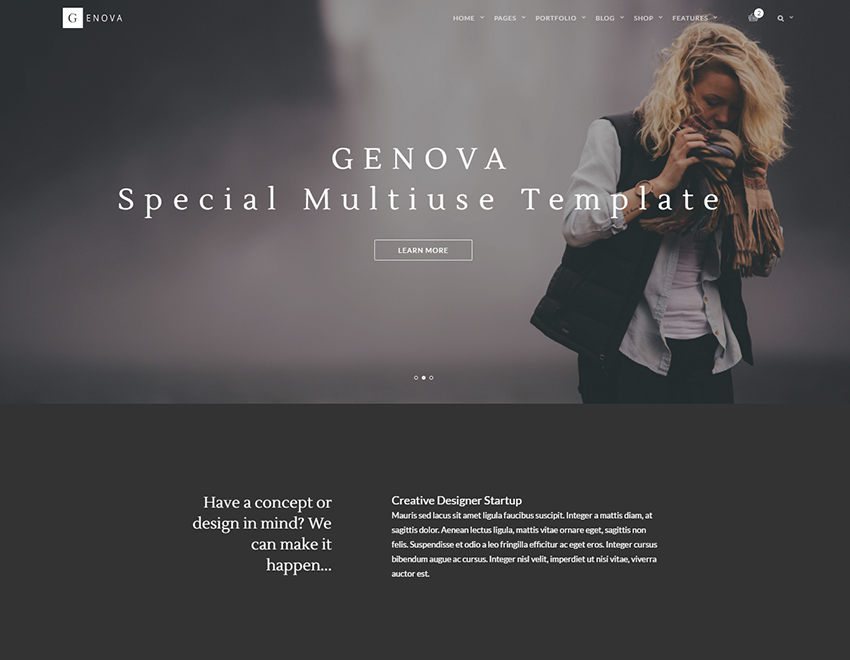 G ENOVA
HOME PAGES PORTFOLIO BLOG SHOP FEATURES 2
GENOVA
Special Multiuse Template
LEARN MORE
Have a concept or
design in mind? We
can make it
happen...
Creative Designer Startup
Mauris sed lacus sit amet ligula faucibus suscipit. Integer a mattis diam, at
sagittis dolor. Aenean lectus ligula, mattis vitae ornare eget, sagittis non
felis. Suspendisse et odio a leo fringilla efficitur ac eget eros. Integer cursus
bibendum augue ac cursus. Integer nisl velit, imperdiet ut nisi vitae, viverra
auctor est.